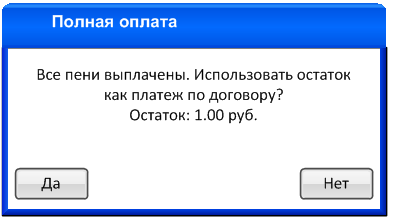 Полная оплата
Все пени выплачены. Использовать остаток
как платеж по договору?
Остаток: 1.00 руб.
Да
Нет